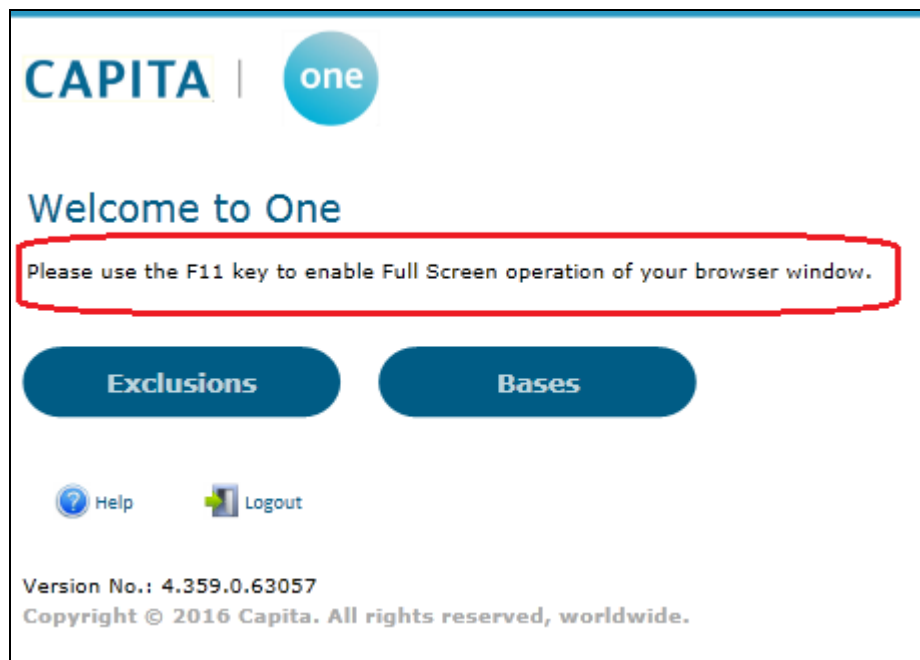 CAPITA | one
Welcome to One
Please use the F11 key to enable Full Screen operation of your browser window.
Exclusions Bases
Help Logout
Version No.: 4.359.0.63057
Copyright © 2016 Capita. All rights reserved, worldwide.